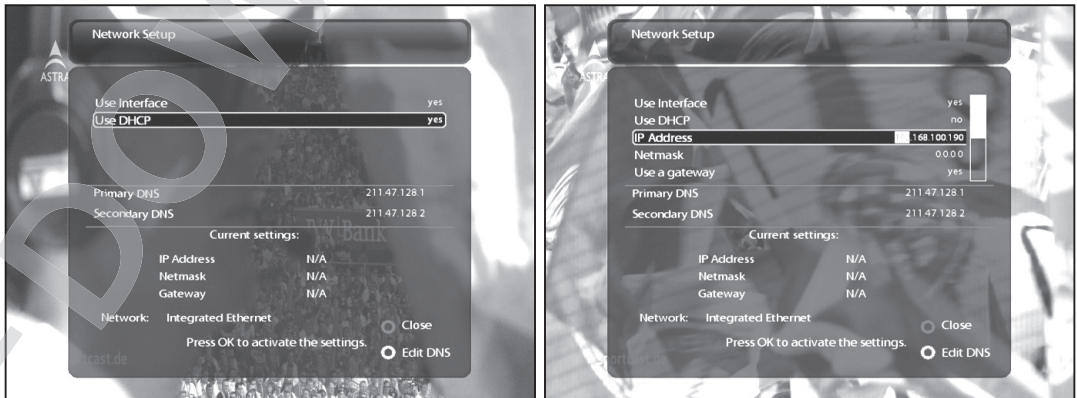 Network Setup
ASTRA
Use Interface yes
Use DHCP yes
Primary DNS 211.47.128.1
Secondary DNS 211.47.128.2
Bank
Current settings:
IP Address N/A
Netmask N/A
Gateway N/A
Network: Integrated Ethernet
Close
Press OK to activate the settings.
Edit DNS
tcast.de
Network Setup
ASTRA
Use Interface yes
Use DHCP no
IP Address .168.100.190
Netmask 0.0.0.0
Use a gateway yes
Primary DNS 211.47.128.1
Secondary DNS 211.47.128.2
Current settings:
IP Address N/A
Netmask N/A
Gateway N/A
Network: Integrated Ethernet
Close
Press OK to activate the settings.
Edit DNS